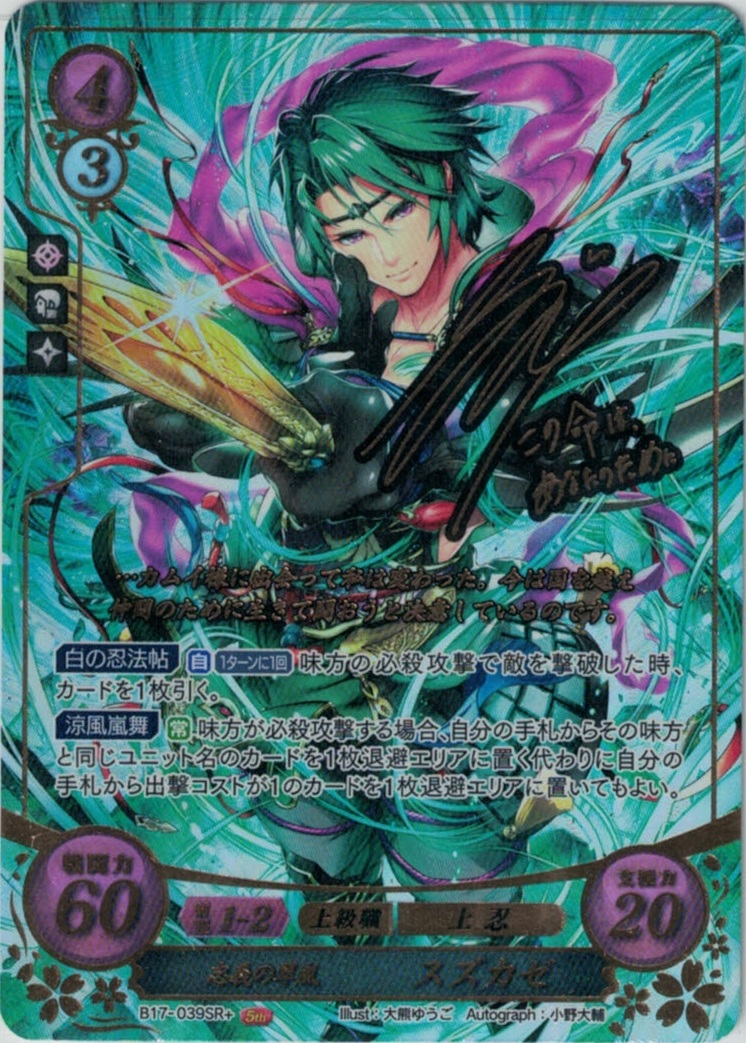 4
3
この命は、
あなたのために
…カムイ様に出会って私は変わった。今は国を超え
仲間のために生きて闘おうと決意しているのです。
白の忍法帖 自 1ターンに1回 味方の必殺攻撃で敵を撃破した時、
カードを1枚引く。
涼風嵐舞 常 味方が必殺攻撃する場合、自分の手札からその味方
と同じユニット名のカードを1枚退避エリアに置く代わりに自分の
手札から出撃コストが1のカードを1枚退避エリアに置いてもよい。
戦闘力
60
射程 1-2 上級職 上忍
支援力
20
スズカゼ
B17-039SR+ 5th Illust:大熊ゆうご Autograph:小野大輔